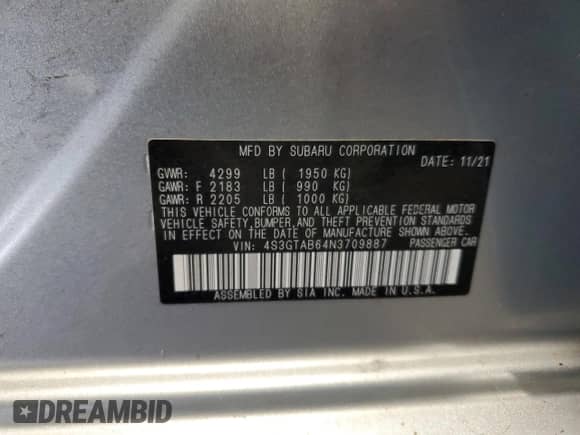 MFD BY SUBARU CORPORATION
DATE: 11/21
GVWR: 4299 LB ( 1950 KG)
GAWR: F 2183 LB ( 990 KG)
GAWR: R 2205 LB ( 1000 KG)
THIS VEHICLE CONFORMS TO ALL APPLICABLE FEDERAL MOTOR
VEHICLE SAFETY,BUMPER,AND THEFT PREVENTION STANDARDS
IN EFFECT ON THE DATE OF MANUFACTURE SHOWN ABOVE.
VIN: 4S3GTAB64N3709887 PASSENGER CAR
ASSEMBLED BY SIA INC. MADE IN U.S.A.
DREAMBID